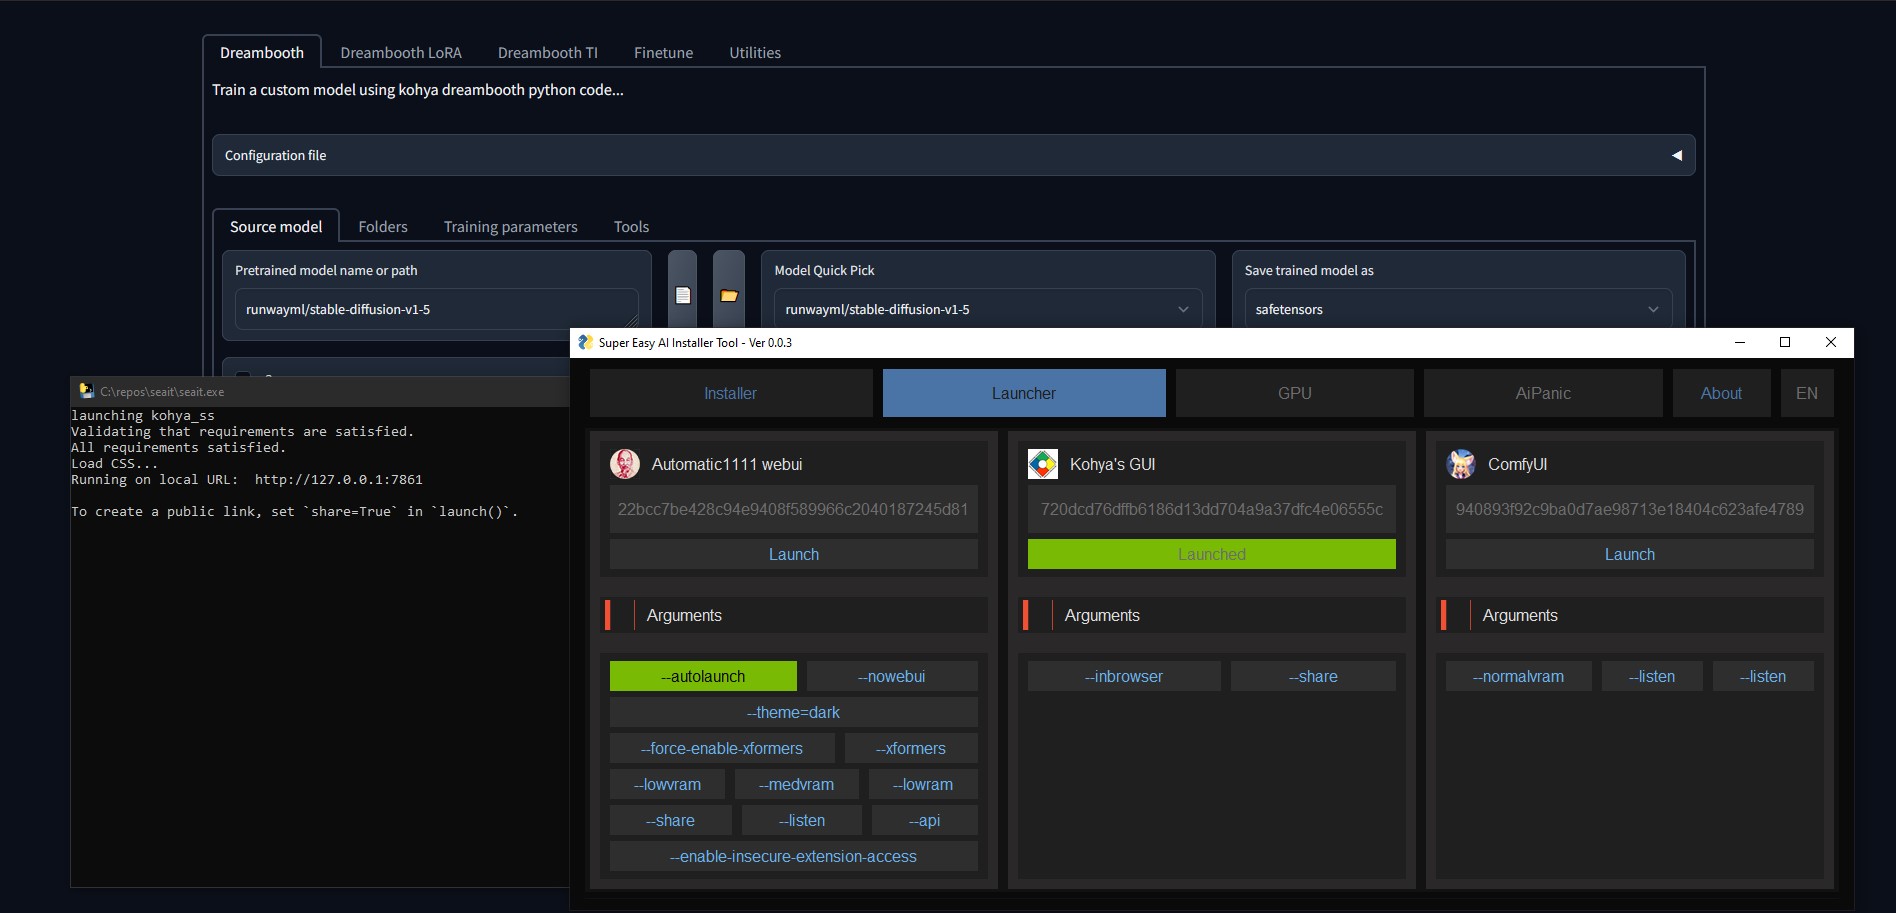 Dreambooth Dreambooth LoRA Dreambooth TI Finetune Utilities
Train a custom model using kohya dreambooth python code...
Configuration file
Source model Folders Training parameters Tools
Pretrained model name or path
runwayml/stable-diffusion-v1-5
Model Quick Pick
runwayml/stable-diffusion-v1-5
Save trained model as
safetensors
C:\repos\seait\seait.exe
launching kohya_ss
Validating that requirements are satisfied.
All requirements satisfied.
Load CSS...
Running on local URL:  http://127.0.0.1:7861
To create a public link, set `share=True` in `launch()`.
Super Easy AI Installer Tool - Ver 0.0.3
Installer Launcher GPU AiPanic About EN
Automatic1111 webui
22bcc7be428c94e9408f589966c2040187245d81
Launch
Arguments
--autolaunch --nowebui
--theme=dark
--force-enable-xformers --xformers
--lowvram --medvram --lowram
--share --listen --api
--enable-insecure-extension-access
Kohya's GUI
720dcd76dffb6186d13dd704a9a37dfc4e06555c
Launched
Arguments
--inbrowser --share
ComfyUI
940893f92c9ba0d7ae98713e18404c623afe4789
Launch
Arguments
--normalvram --listen --listen